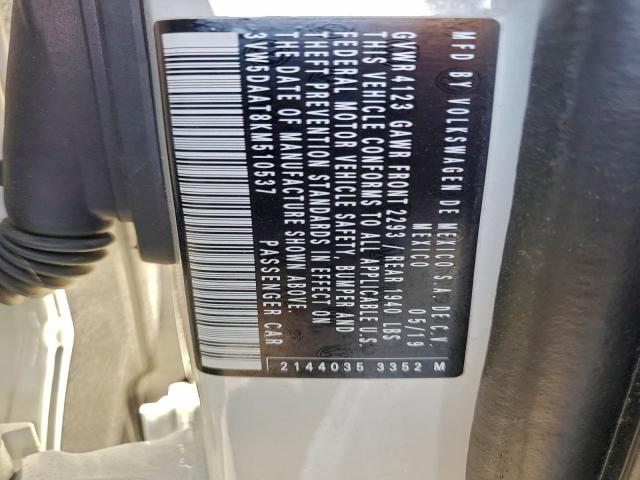 MFD BY VOLKSWAGEN DE MEXICO S.A. DE C.V.
MEXICO 05/19
GVWR 4123 GAWR FRONT 2293 / REAR 1940 LBS
THIS VEHICLE CONFORMS TO ALL APPLICABLE U.S.
FEDERAL MOTOR VEHICLE SAFETY, BUMPER AND
THEFT PREVENTION STANDARDS IN EFFECT ON
THE DATE OF MANUFACTURE SHOWN ABOVE.
3VW5DAAT8KM510537 PASSENGER CAR
2144035 3352 M